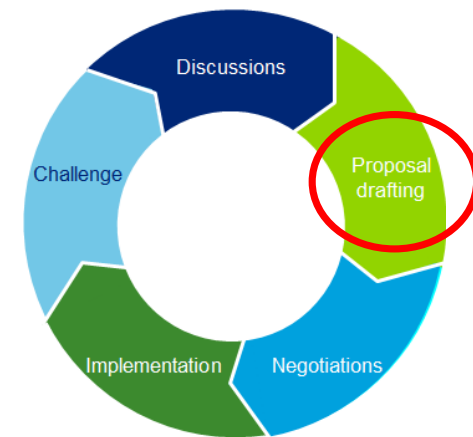 Discussions
Proposal
drafting
Negotiations
Implementation
Challenge